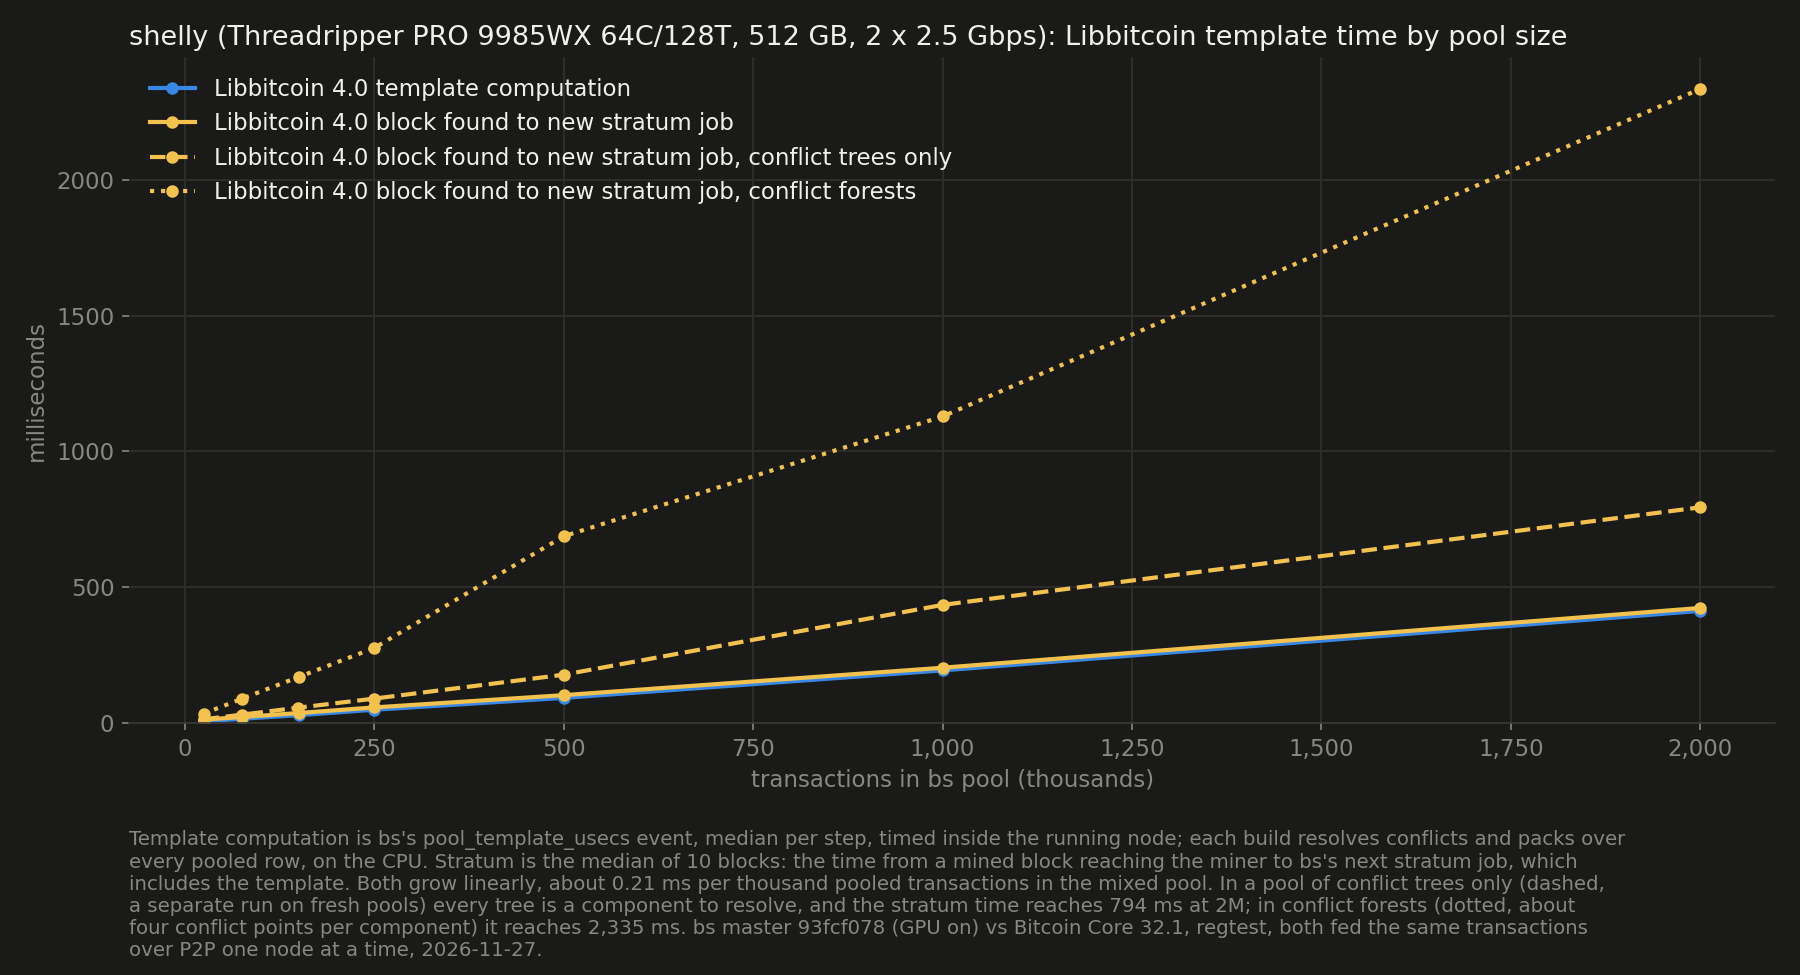 shelly (Threadripper PRO 9985WX 64C/128T, 512 GB, 2 x 2.5 Gbps): Libbitcoin template time by pool size
Libbitcoin 4.0 template computation
Libbitcoin 4.0 block found to new stratum job
Libbitcoin 4.0 block found to new stratum job, conflict trees only
Libbitcoin 4.0 block found to new stratum job, conflict forests
2000
1500
1000
500
0
milliseconds
0 250 500 750 1,000 1,250 1,500 1,750 2,000
transactions in bs pool (thousands)
Template computation is bs's pool_template_usecs event, median per step, timed inside the running node; each build resolves conflicts and packs over
every pooled row, on the CPU. Stratum is the median of 10 blocks: the time from a mined block reaching the miner to bs's next stratum job, which
includes the template. Both grow linearly, about 0.21 ms per thousand pooled transactions in the mixed pool. In a pool of conflict trees only (dashed,
a separate run on fresh pools) every tree is a component to resolve, and the stratum time reaches 794 ms at 2M; in conflict forests (dotted, about
four conflict points per component) it reaches 2,335 ms. bs master 93fcf078 (GPU on) vs Bitcoin Core 32.1, regtest, both fed the same transactions
over P2P one node at a time, 2026-11-27.